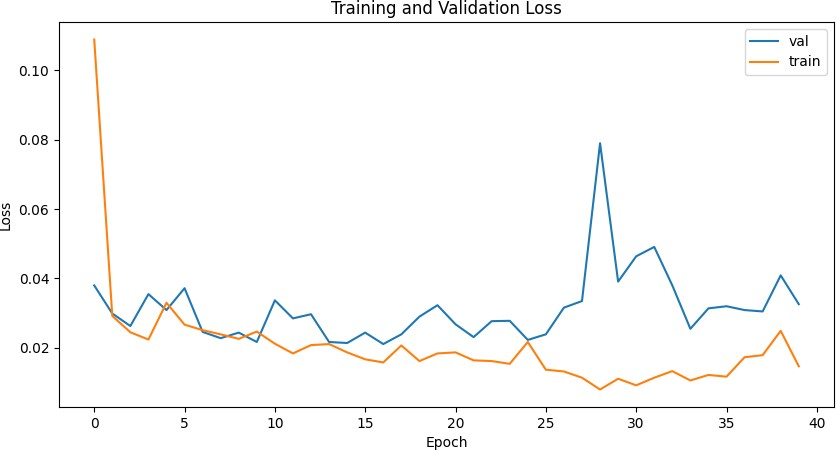 Training and Validation Loss
val
train
Loss
0.10
0.08
0.06
0.04
0.02
0 5 10 15 20 25 30 35 40
Epoch